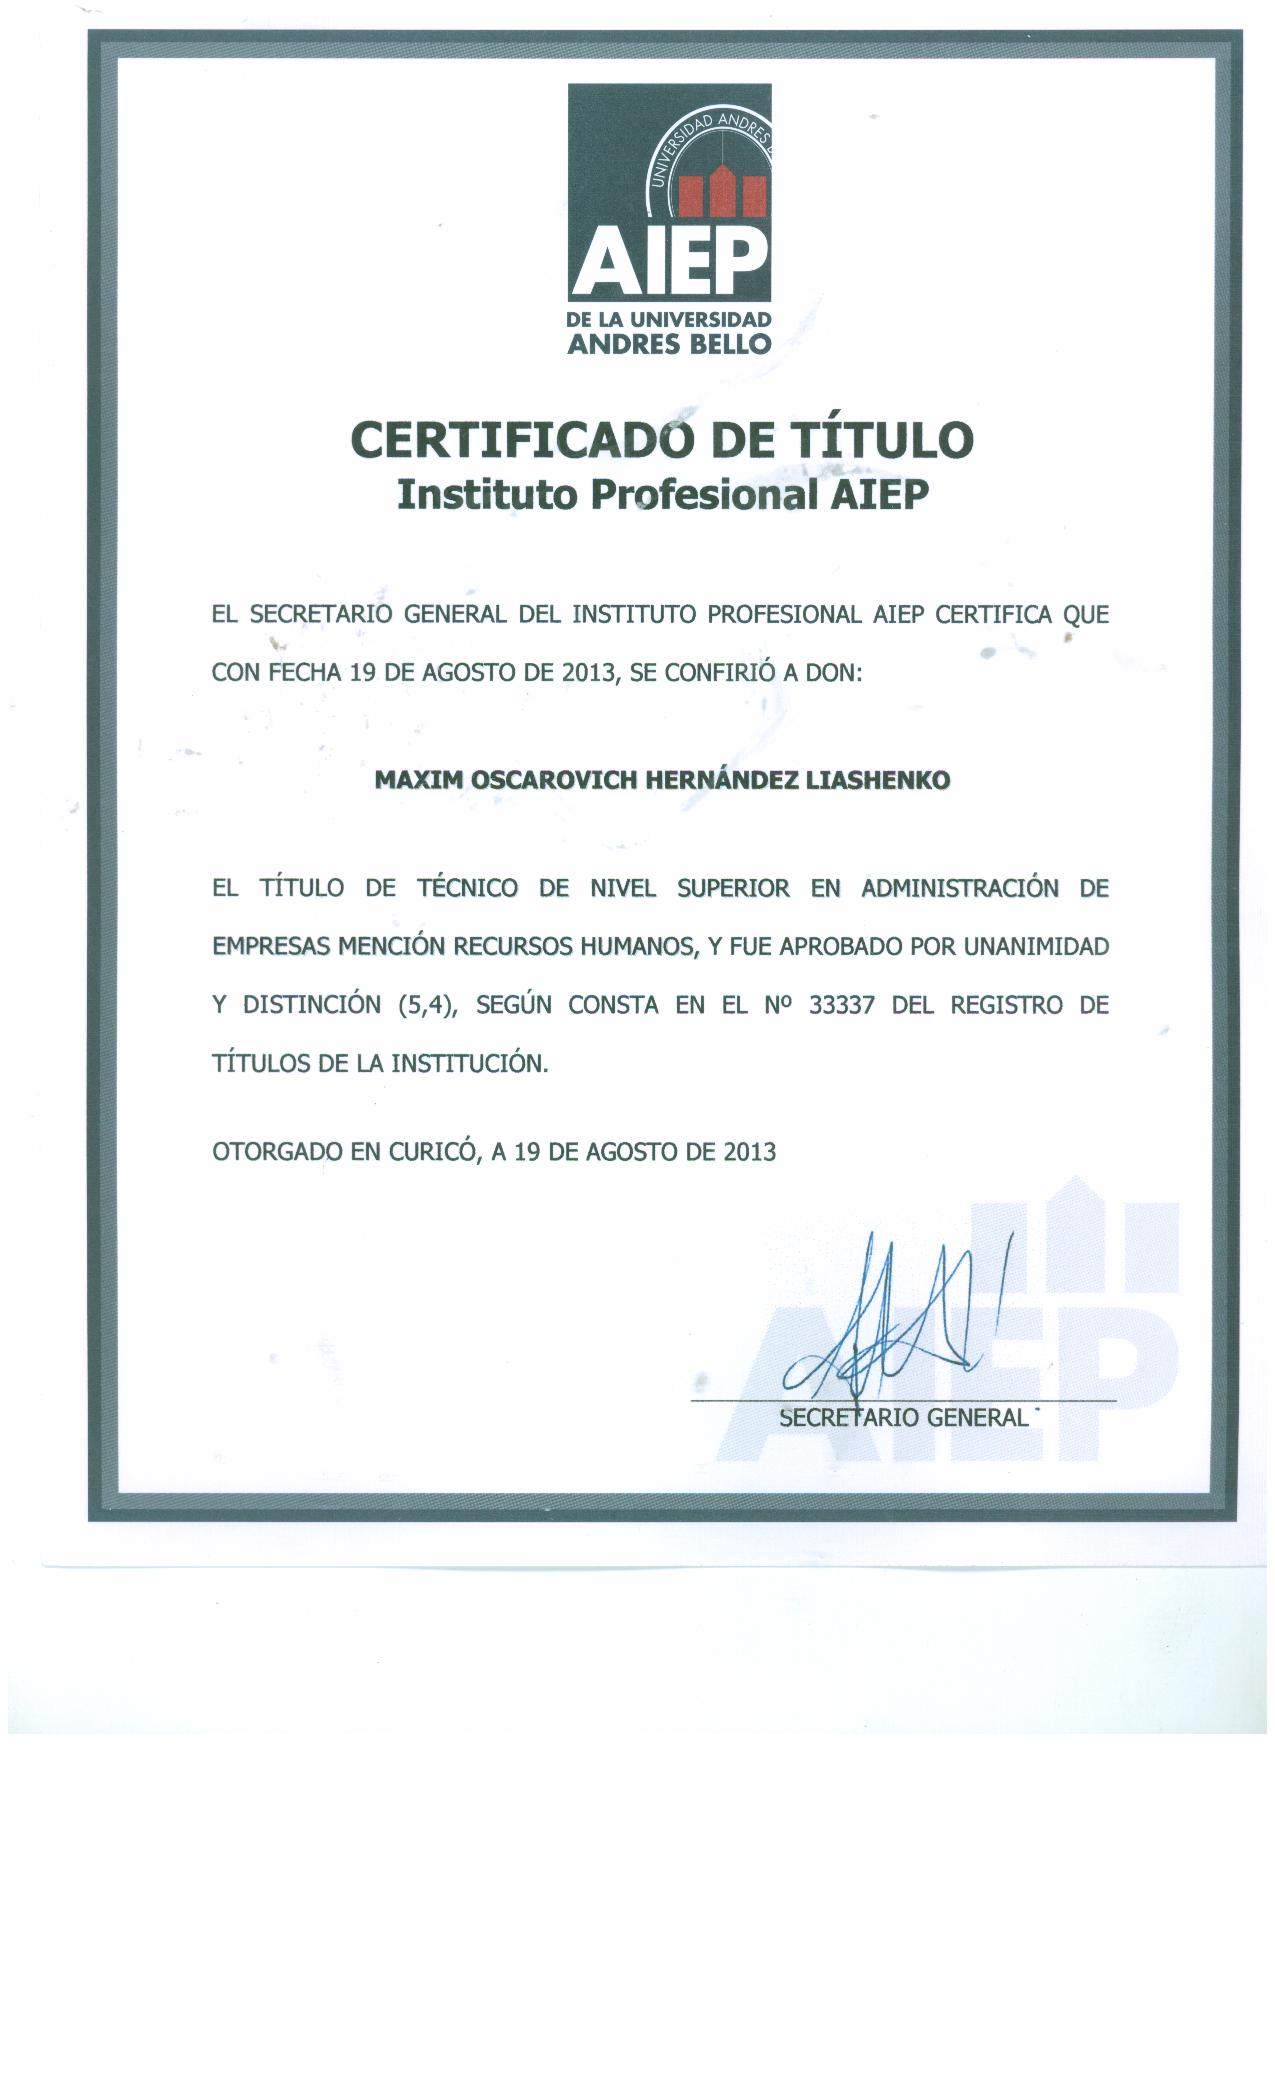 UNIVERSIDAD ANDRES B
AIEP
DE LA UNIVERSIDAD
ANDRES BELLO
CERTIFICADO DE TÍTULO
Instituto Profesional AIEP
EL SECRETARIO GENERAL DEL INSTITUTO PROFESIONAL AIEP CERTIFICA QUE
CON FECHA 19 DE AGOSTO DE 2013, SE CONFIRIÓ A DON:
MAXIM OSCAROVICH HERNÁNDEZ LIASHENKO
EL TÍTULO DE TÉCNICO DE NIVEL SUPERIOR EN ADMINISTRACIÓN DE
EMPRESAS MENCIÓN RECURSOS HUMANOS, Y FUE APROBADO POR UNANIMIDAD
Y DISTINCIÓN (5,4), SEGÚN CONSTA EN EL Nº 33337 DEL REGISTRO DE
TÍTULOS DE LA INSTITUCIÓN.
OTORGADO EN CURICÓ, A 19 DE AGOSTO DE 2013
AIEP
SECRETARIO GENERAL